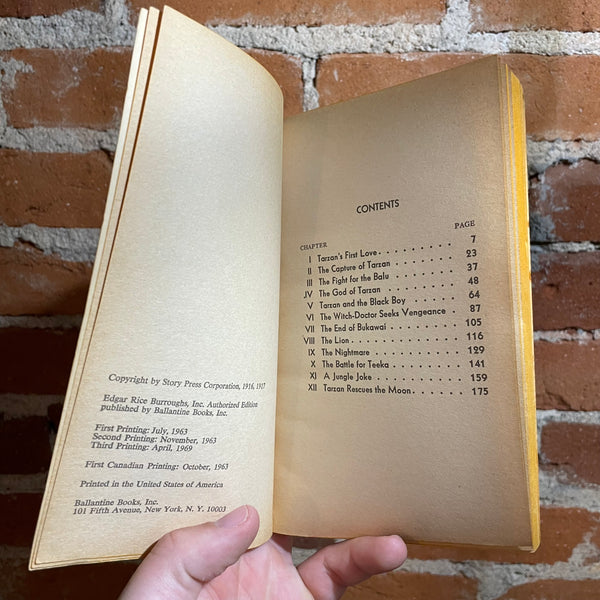 Copyright by Story Press Corporation, 1916, 1917
Edgar Rice Burroughs, Inc. Authorized Edition
published by Ballantine Books, Inc.
First Printing: July, 1963
Second Printing: November, 1963
Third Printing: April, 1969
First Canadian Printing: October, 1963
Printed in the United States of America
Ballantine Books, Inc.
101 Fifth Avenue, New York, N. Y. 10003
CONTENTS
CHAPTER PAGE
I Tarzan's First Love . . . . . . . . 7
II The Capture of Tarzan . . . . . . 23
III The Fight for the Balu . . . . . . 37
IV The God of Tarzan . . . . . . . 48
V Tarzan and the Black Boy . . . . . 64
VI The Witch-Doctor Seeks Vengeance 87
VII The End of Bukawai . . . . . . . 105
VIII The Lion . . . . . . . . . . 116
IX The Nightmare . . . . . . . . 129
X The Battle for Teeka . . . . . . . 141
XI A Jungle Joke . . . . . . . . 159
XII Tarzan Rescues the Moon . . . . . 175